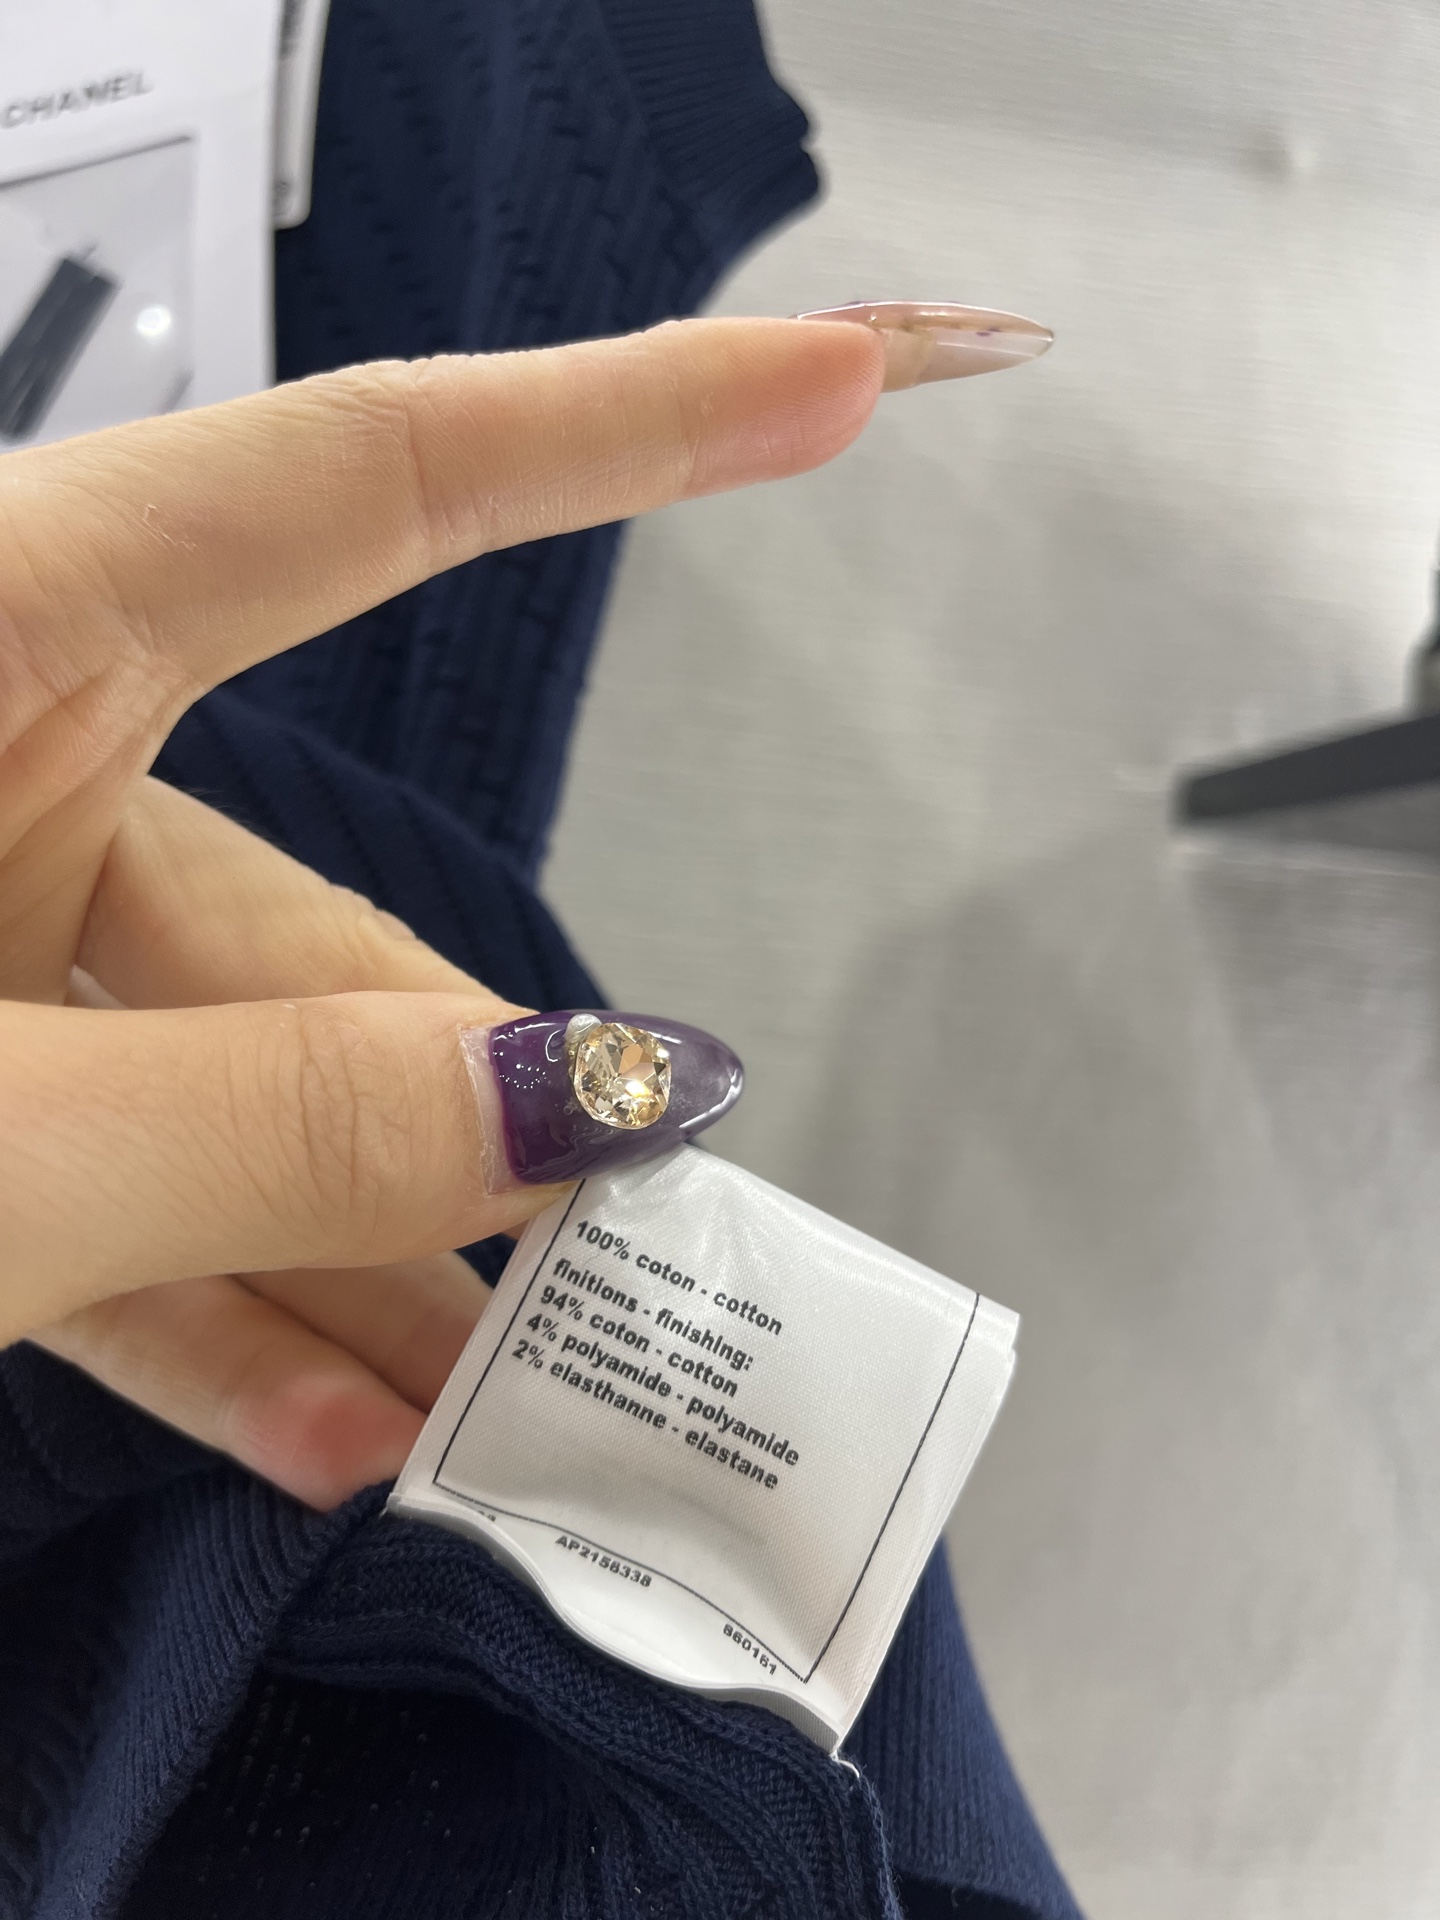 CHANEL
100% coton - cotton
finitions - finishing:
94% coton - cotton
4% polyamide - polyamide
2% elasthanne - elastane
AP2158338
860161